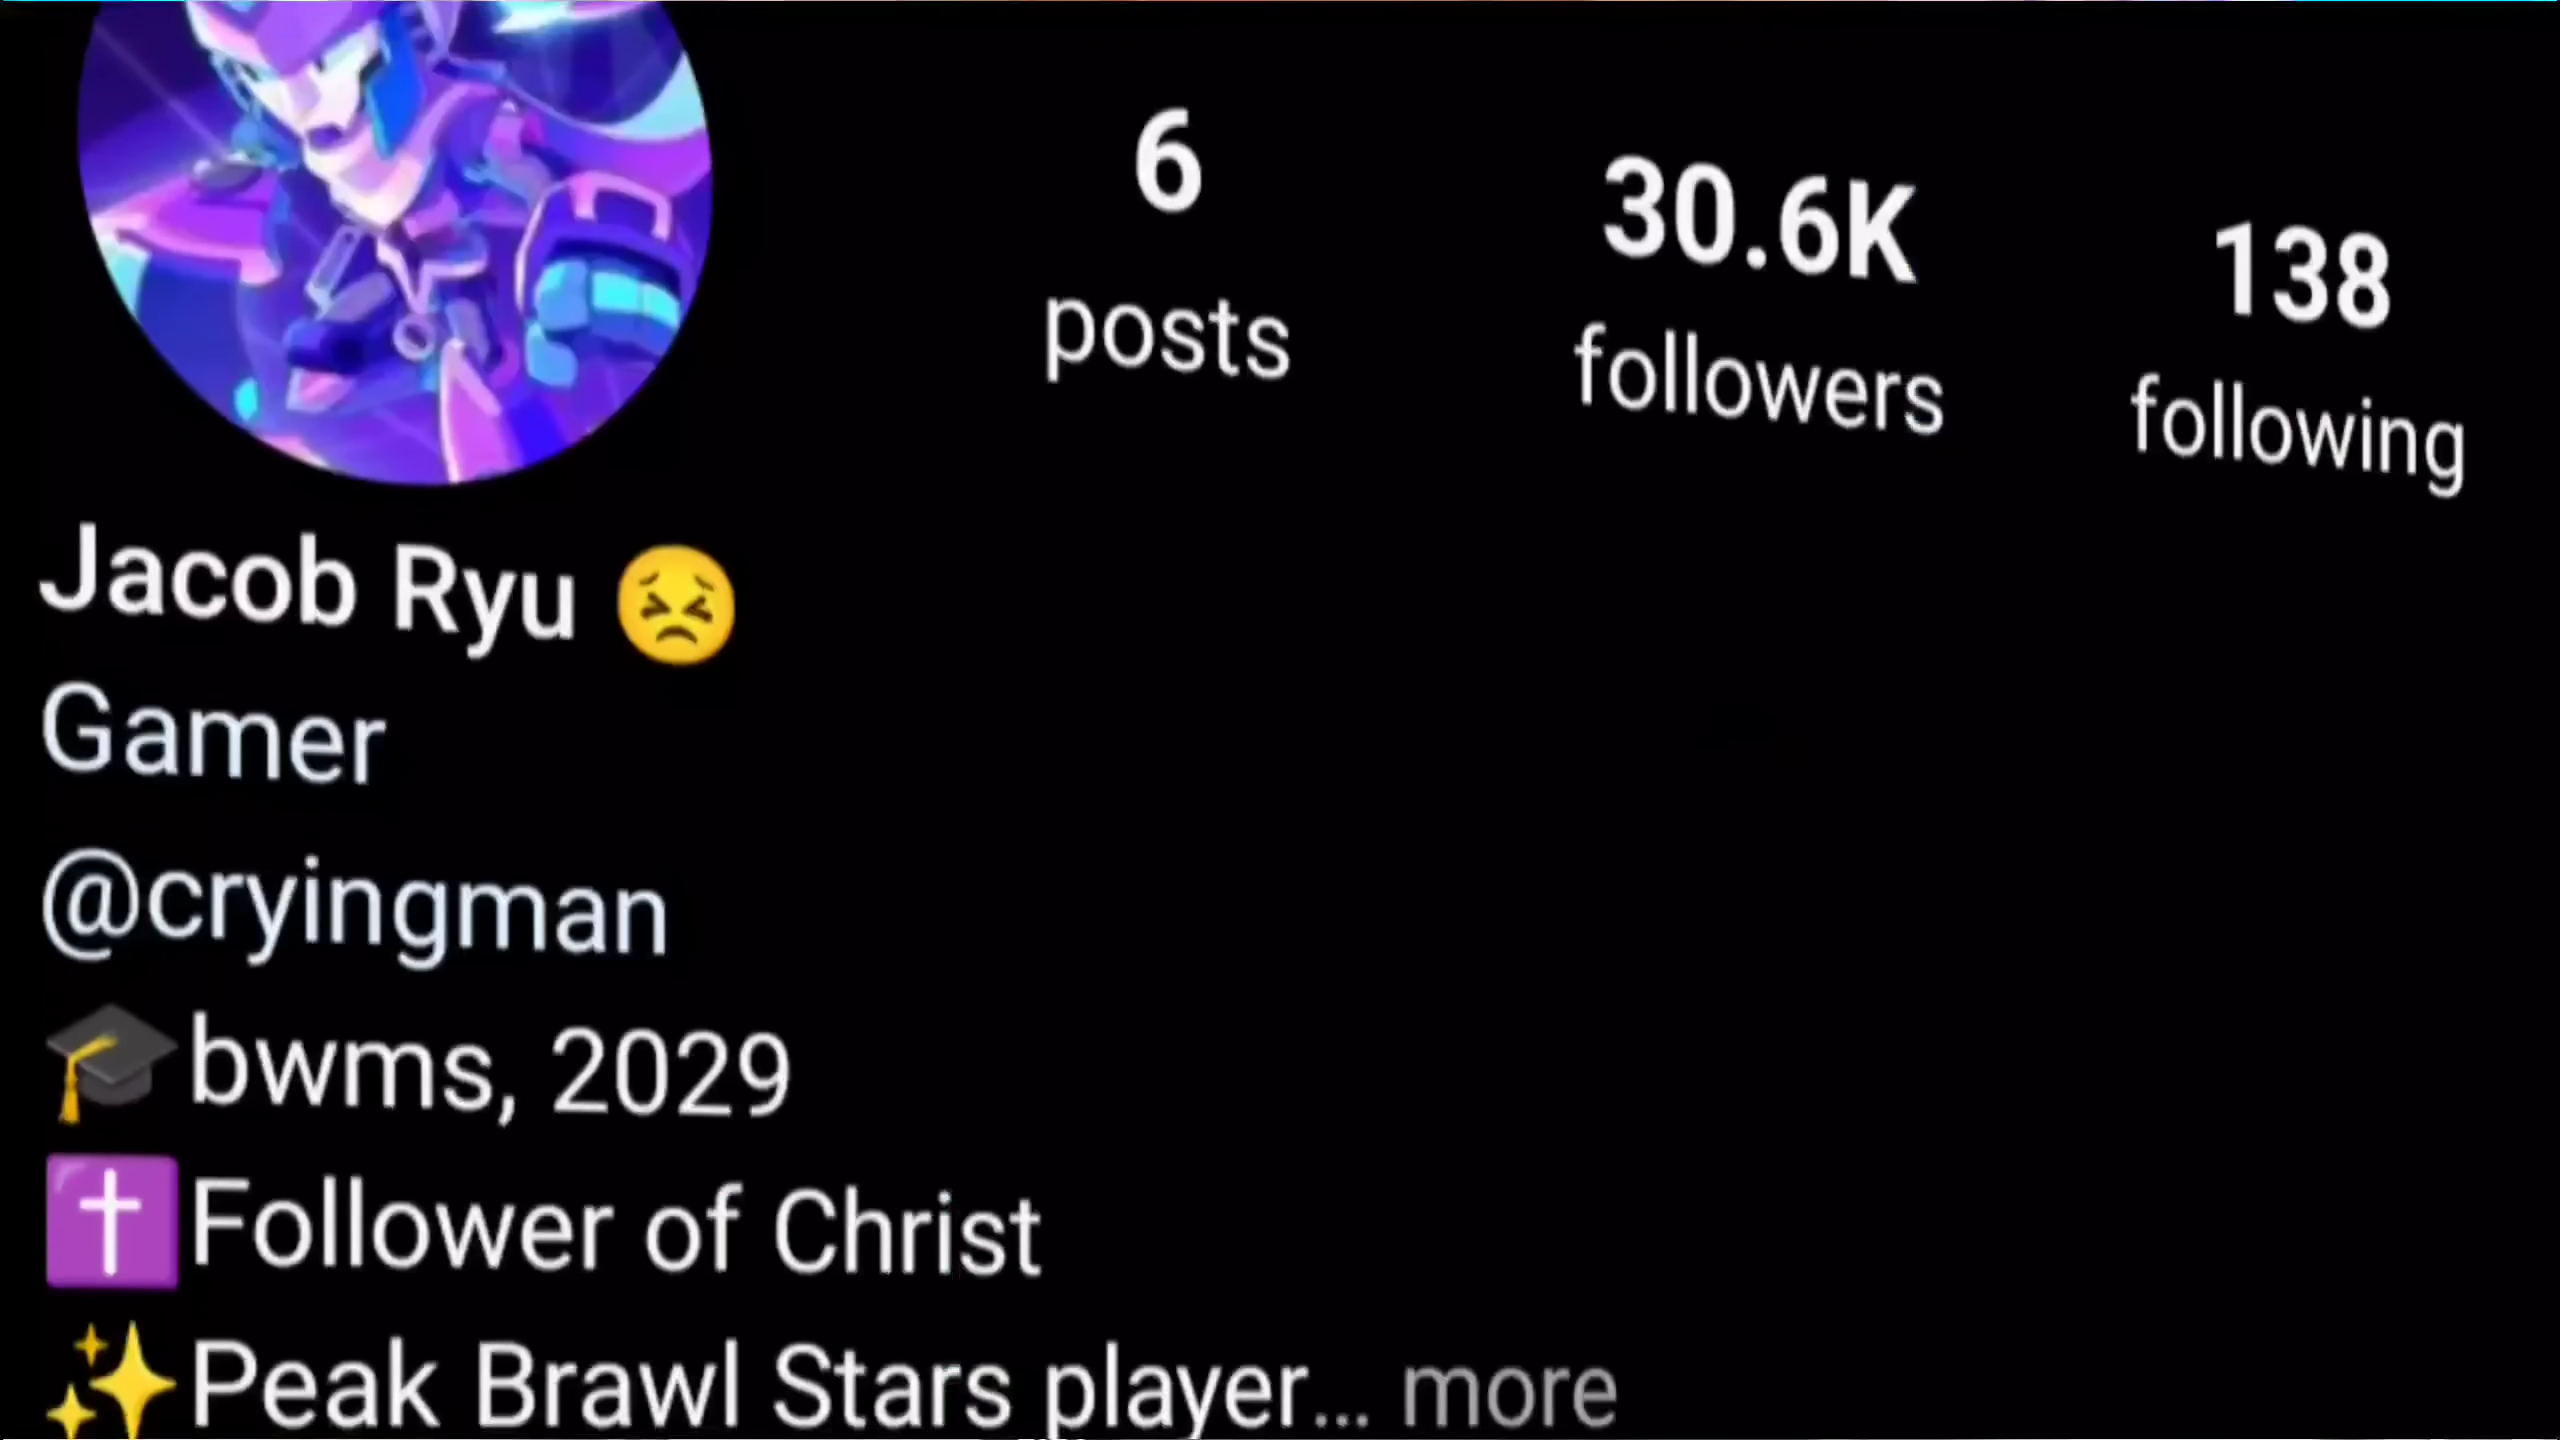 6
posts
30.6K
followers
138
following
Jacob Ryu 😣
Gamer
@cryingman
🎓bwms, 2029
✝️Follower of Christ
✨Peak Brawl Stars player... more